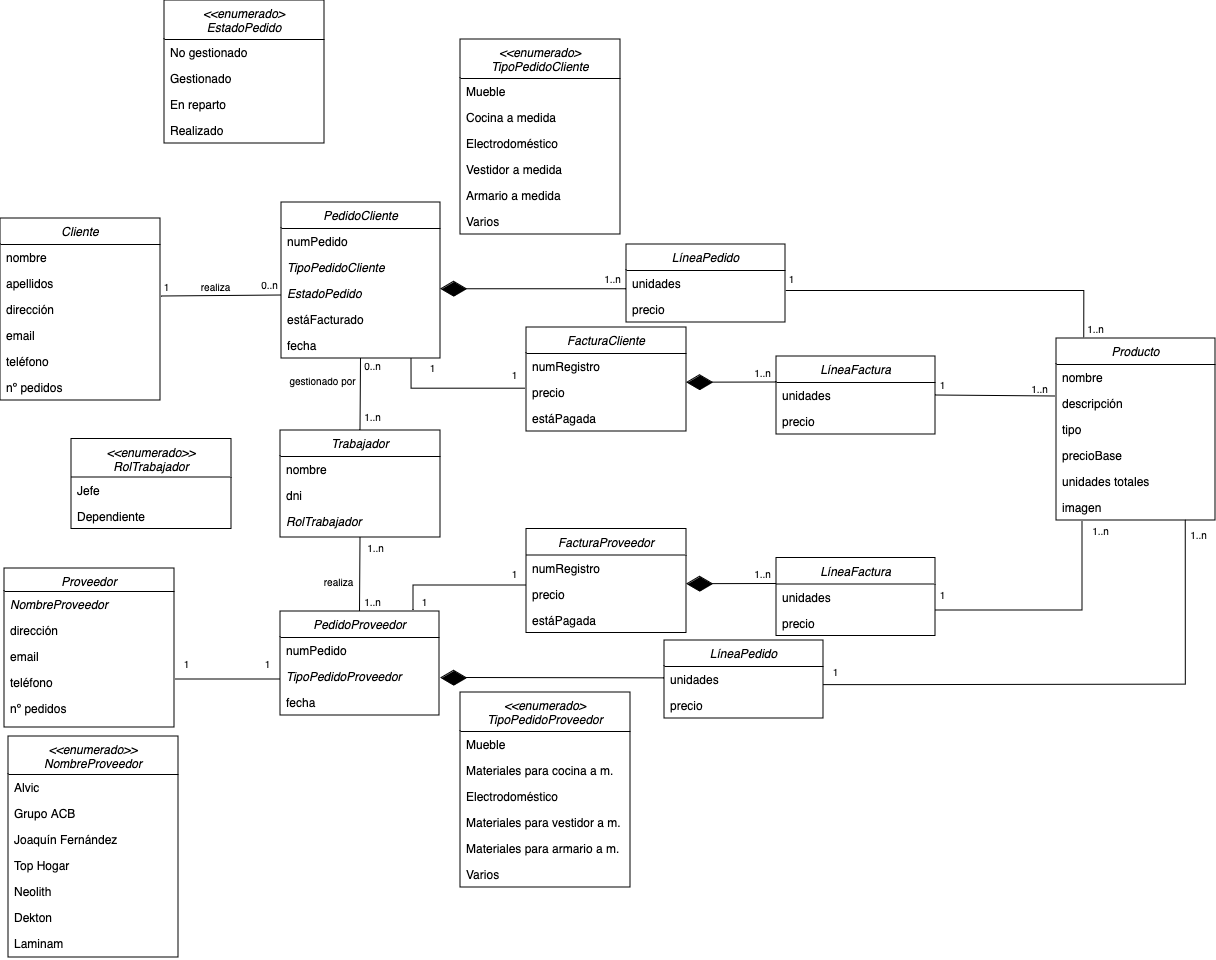 <<enumerado>
EstadoPedido
No gestionado
Gestionado
En reparto
Realizado
<<enumerado>
TipoPedidoCliente
Mueble
Cocina a medida
Electrodoméstico
Vestidor a medida
Armario a medida
Varios
Cliente
nombre
apellidos
dirección
email
teléfono
nº pedidos
1
realiza
0..n
PedidoCliente
numPedido
TipoPedidoCliente
EstadoPedido
estáFacturado
fecha
1..n
LíneaPedido
unidades
precio
1
1..n
0..n
gestionado por
1..n
1
1
FacturaCliente
numRegistro
precio
estáPagada
1..n
LíneaFactura
unidades
precio
1
1..n
Producto
nombre
descripción
tipo
precioBase
unidades totales
imagen
1..n
1..n
<<enumerado>>
RolTrabajador
Jefe
Dependiente
Trabajador
nombre
dni
RolTrabajador
1..n
realiza
1..n
1
1
FacturaProveedor
numRegistro
precio
estáPagada
1..n
LíneaFactura
unidades
precio
1
Proveedor
NombreProveedor
dirección
email
teléfono
nº pedidos
1
1
PedidoProveedor
numPedido
TipoPedidoProveedor
fecha
LíneaPedido
unidades
precio
1
<<enumerado>
TipoPedidoProveedor
Mueble
Materiales para cocina a m.
Electrodoméstico
Materiales para vestidor a m.
Materiales para armario a m.
Varios
<<enumerado>>
NombreProveedor
Alvic
Grupo ACB
Joaquín Fernández
Top Hogar
Neolith
Dekton
Laminam